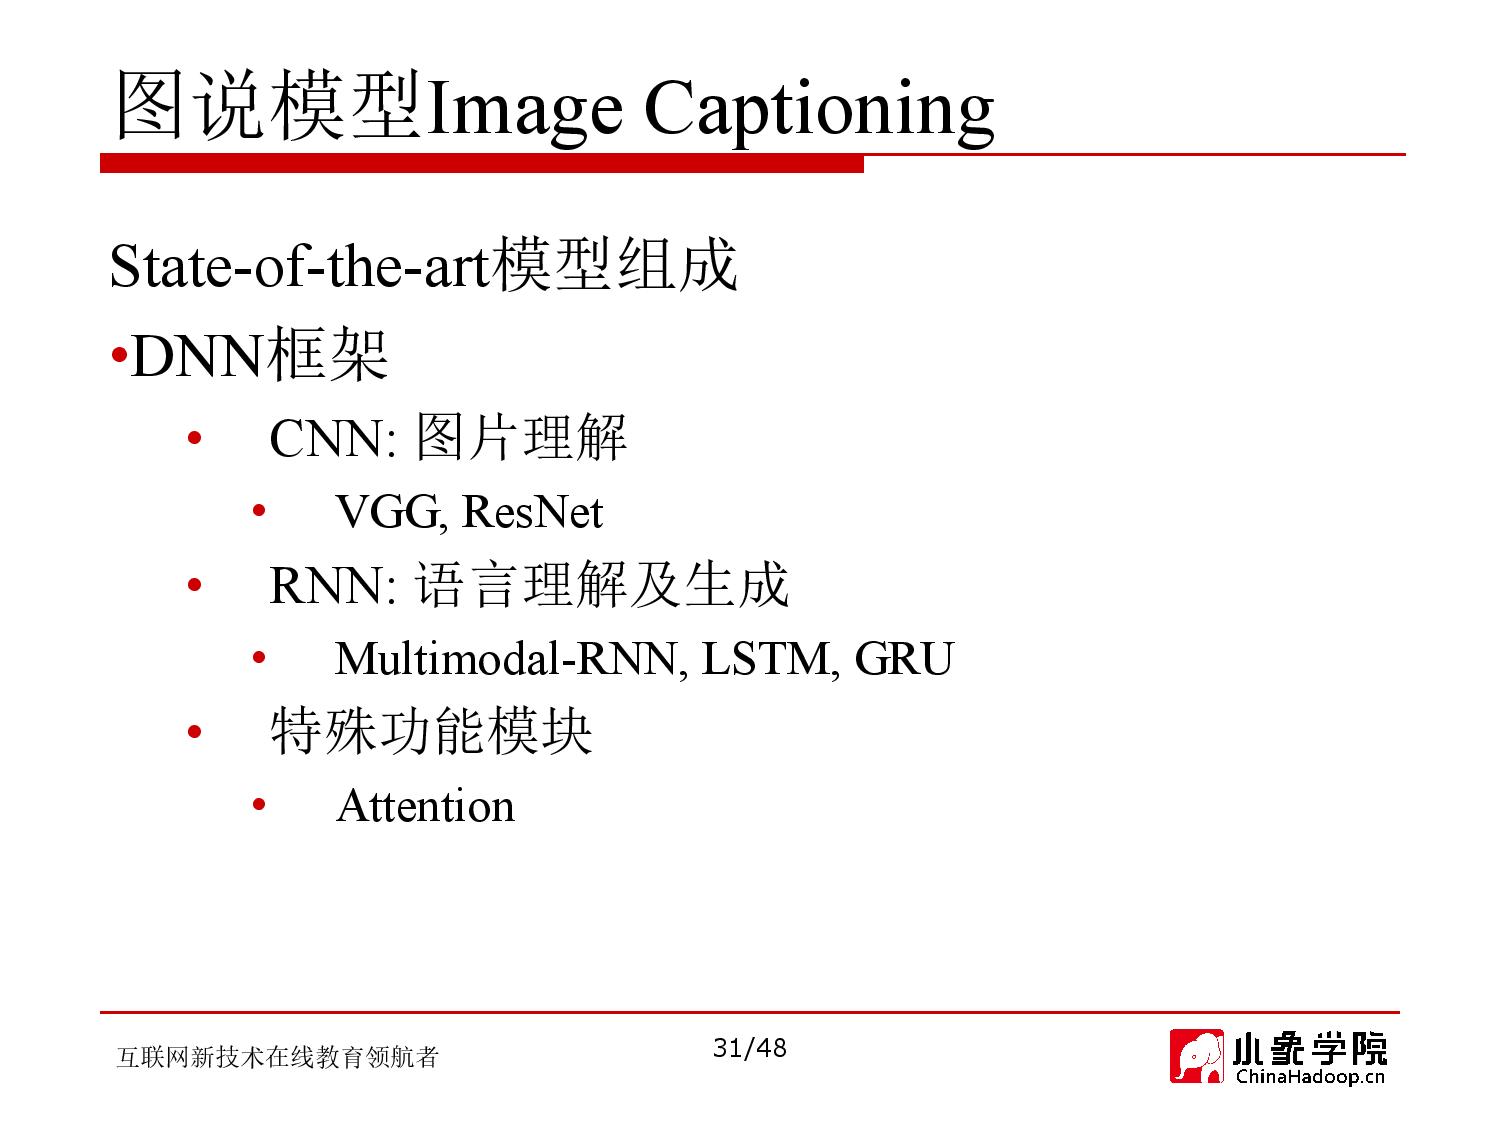 图说模型Image Captioning
State-of-the-art模型组成
•DNN框架
• CNN: 图片理解
• VGG, ResNet
• RNN: 语言理解及生成
• Multimodal-RNN, LSTM, GRU
• 特殊功能模块
• Attention
互联网新技术在线教育领航者
31/48
小象学院
ChinaHadoop.cn